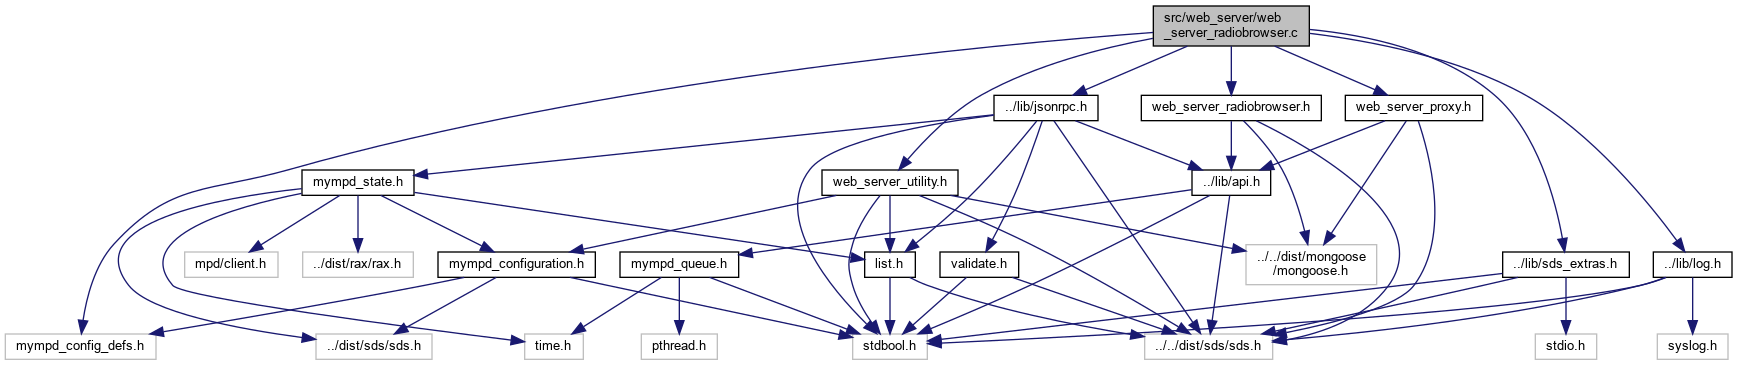 src/web_server/web
_server_radiobrowser.c
../lib/jsonrpc.h
web_server_radiobrowser.h
web_server_proxy.h
mympd_state.h
web_server_utility.h
../lib/api.h
mpd/client.h
../dist/rax/rax.h
mympd_configuration.h
mympd_queue.h
list.h
validate.h
../../dist/mongoose
/mongoose.h
../lib/sds_extras.h
../lib/log.h
mympd_config_defs.h
../dist/sds/sds.h
time.h
pthread.h
stdbool.h
../../dist/sds/sds.h
stdio.h
syslog.h